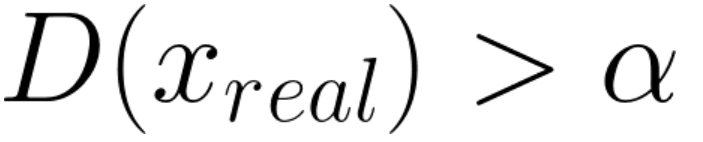 D(x_{real}) > α